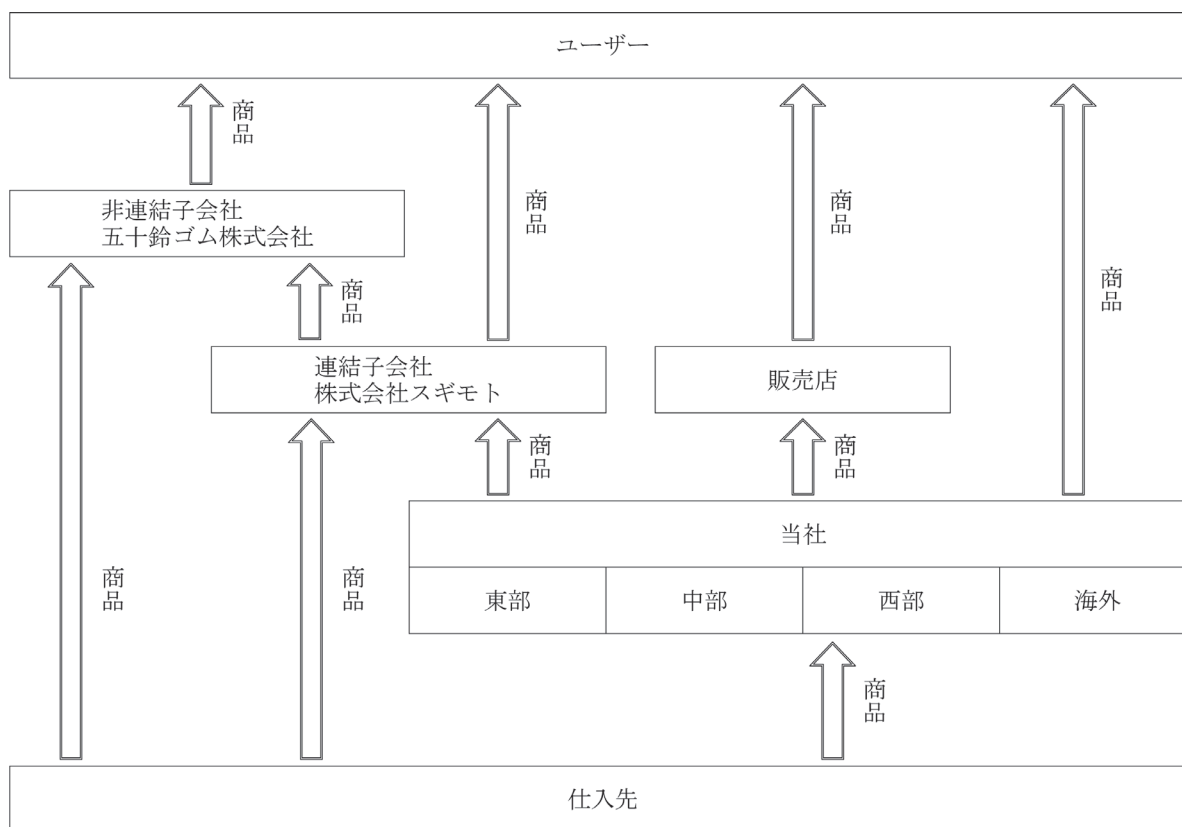 ユーザー
商品
非連結子会社
五十鈴ゴム株式会社
商品
商品
商品
商品
連結子会社
株式会社スギモト
販売店
商品
商品
当社
商品
商品
東部
中部
西部
海外
商品
仕入先